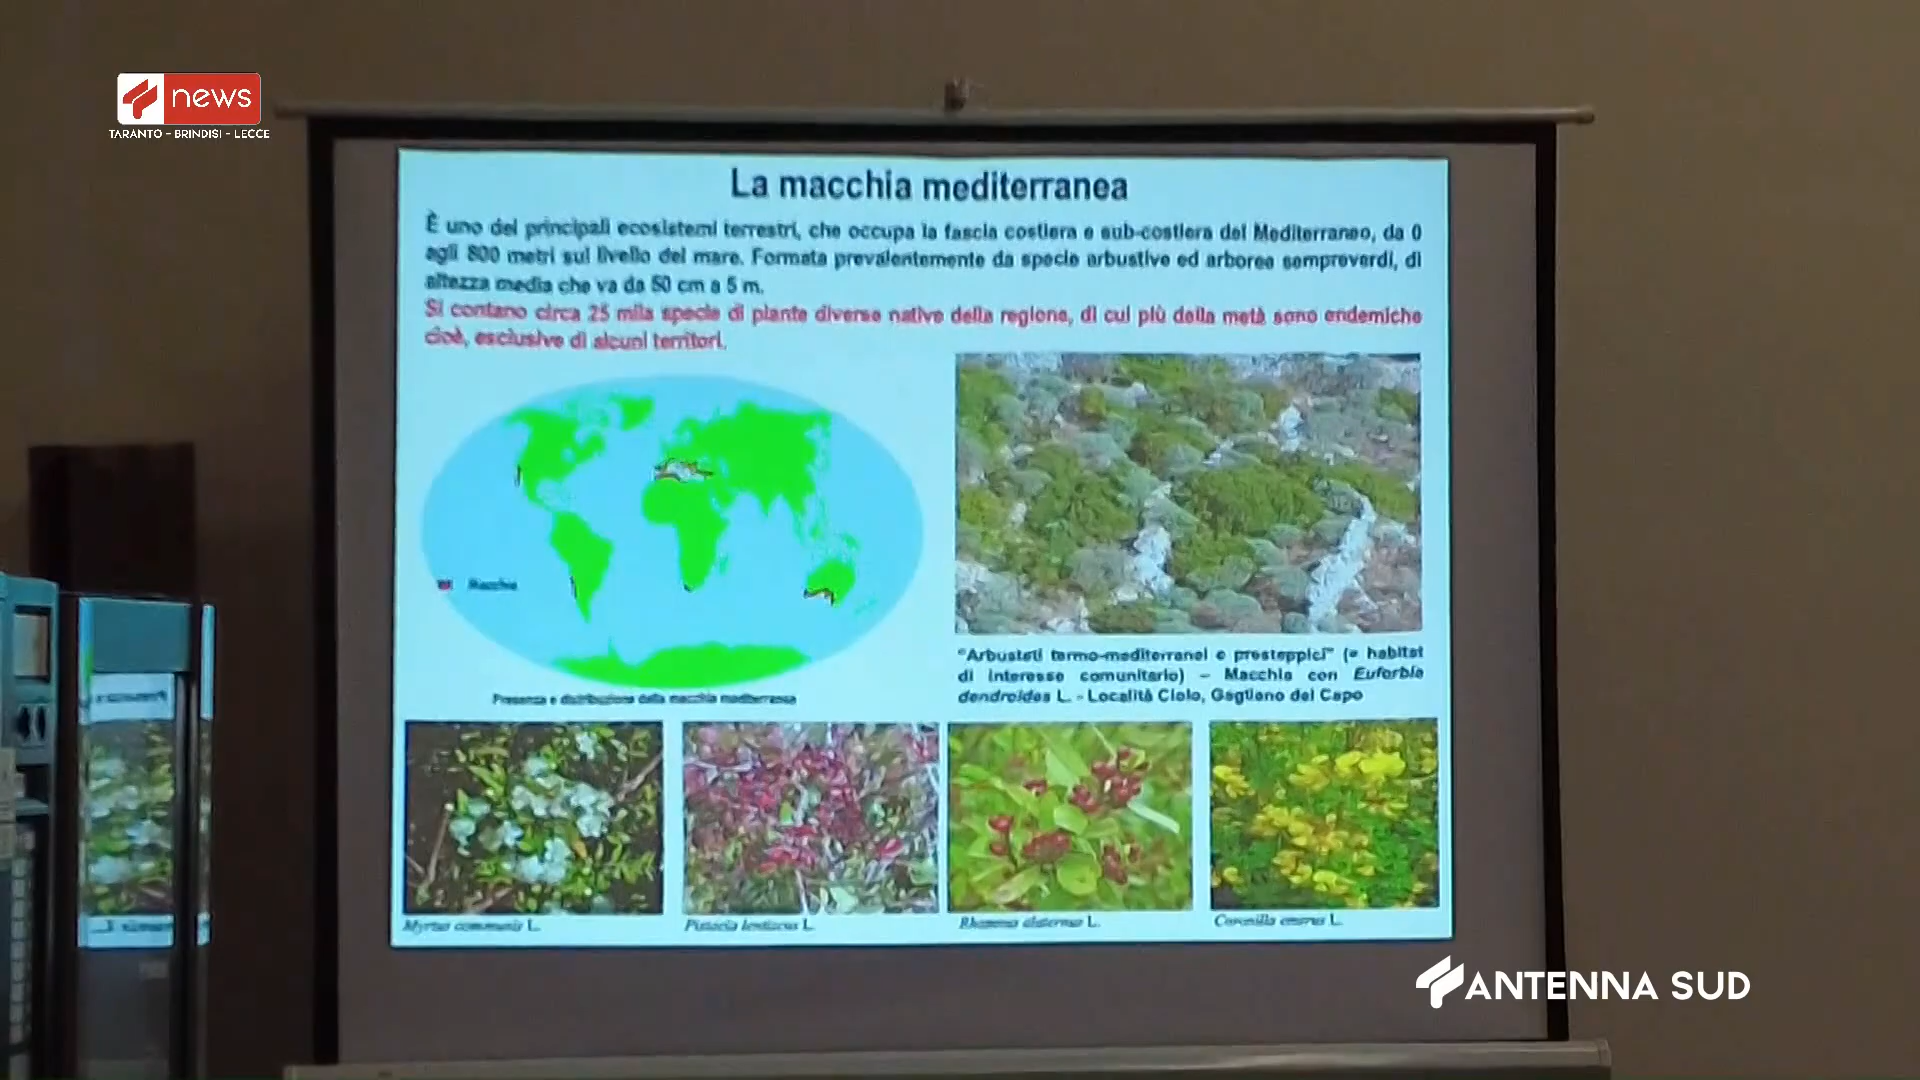 news
TARANTO - BRINDISI - LECCE
La macchia mediterranea
È uno dei principali ecosistemi terrestri, che occupa la fascia costiera e sub-costiera del Mediterraneo, da 0
agli 800 metri sul livello del mare. Formata prevalentemente da specie arbustive ed arboree sempreverdi, di
altezza media che va da 50 cm a 5 m.
Si contano circa 25 mila specie di piante diverse native della regione, di cui più della metà sono endemiche
cioè, esclusive di alcuni territori.
Macchia
Presenza e distribuzione della macchia mediterranea
"Arbusteti termo-mediterranei e presteppici" (= habitat
di interesse comunitario) – Macchia con Euforbia
dendroides L. - Località Ciolo, Gagliano del Capo
Myrtus communis L.
Pistacia lentiscus L.
Rhamnus alaternus L.
Coronilla emerus L.
ANTENNA SUD